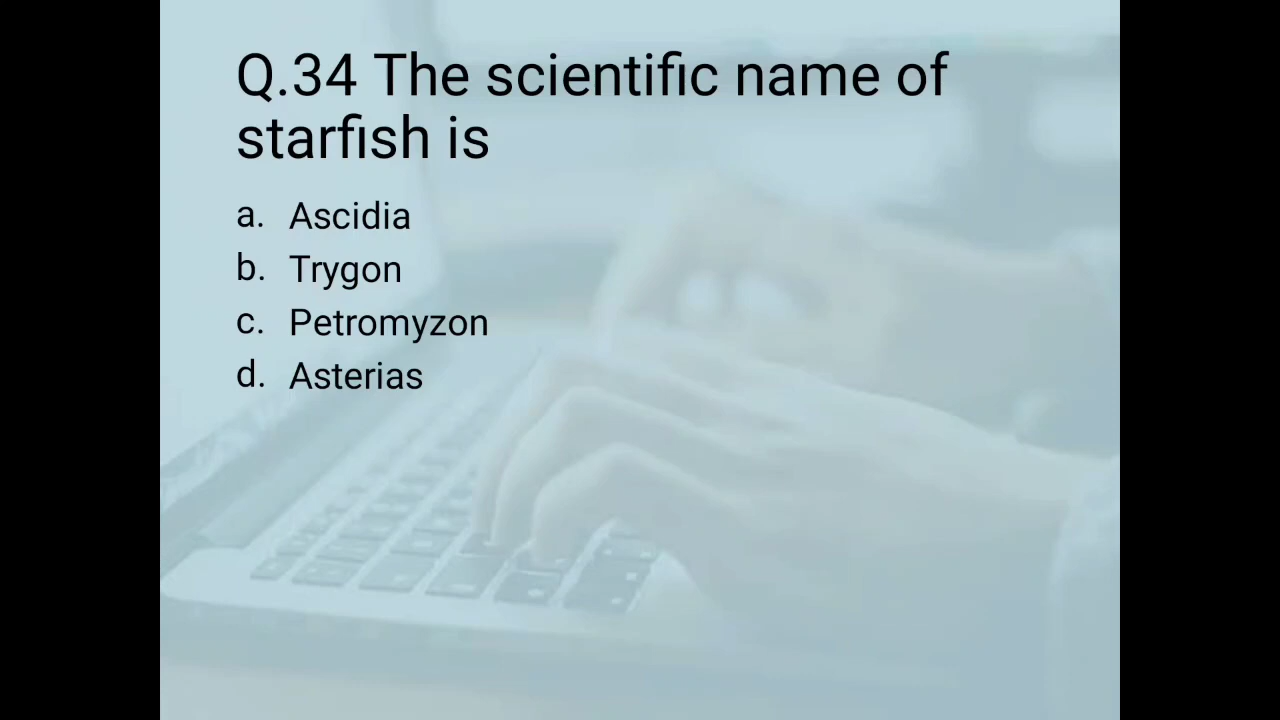 Q.34 The scientific name of
starfish is
a. Ascidia
b. Trygon
c. Petromyzon
d. Asterias